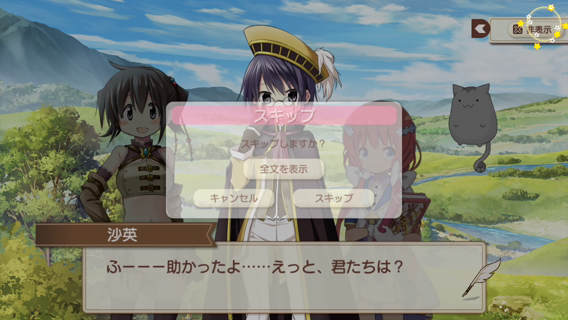 非表示
スキップ
スキップしますか？
全文を表示
キャンセル
スキップ
沙英
ふーーー助かったよ……えっと、君たちは？